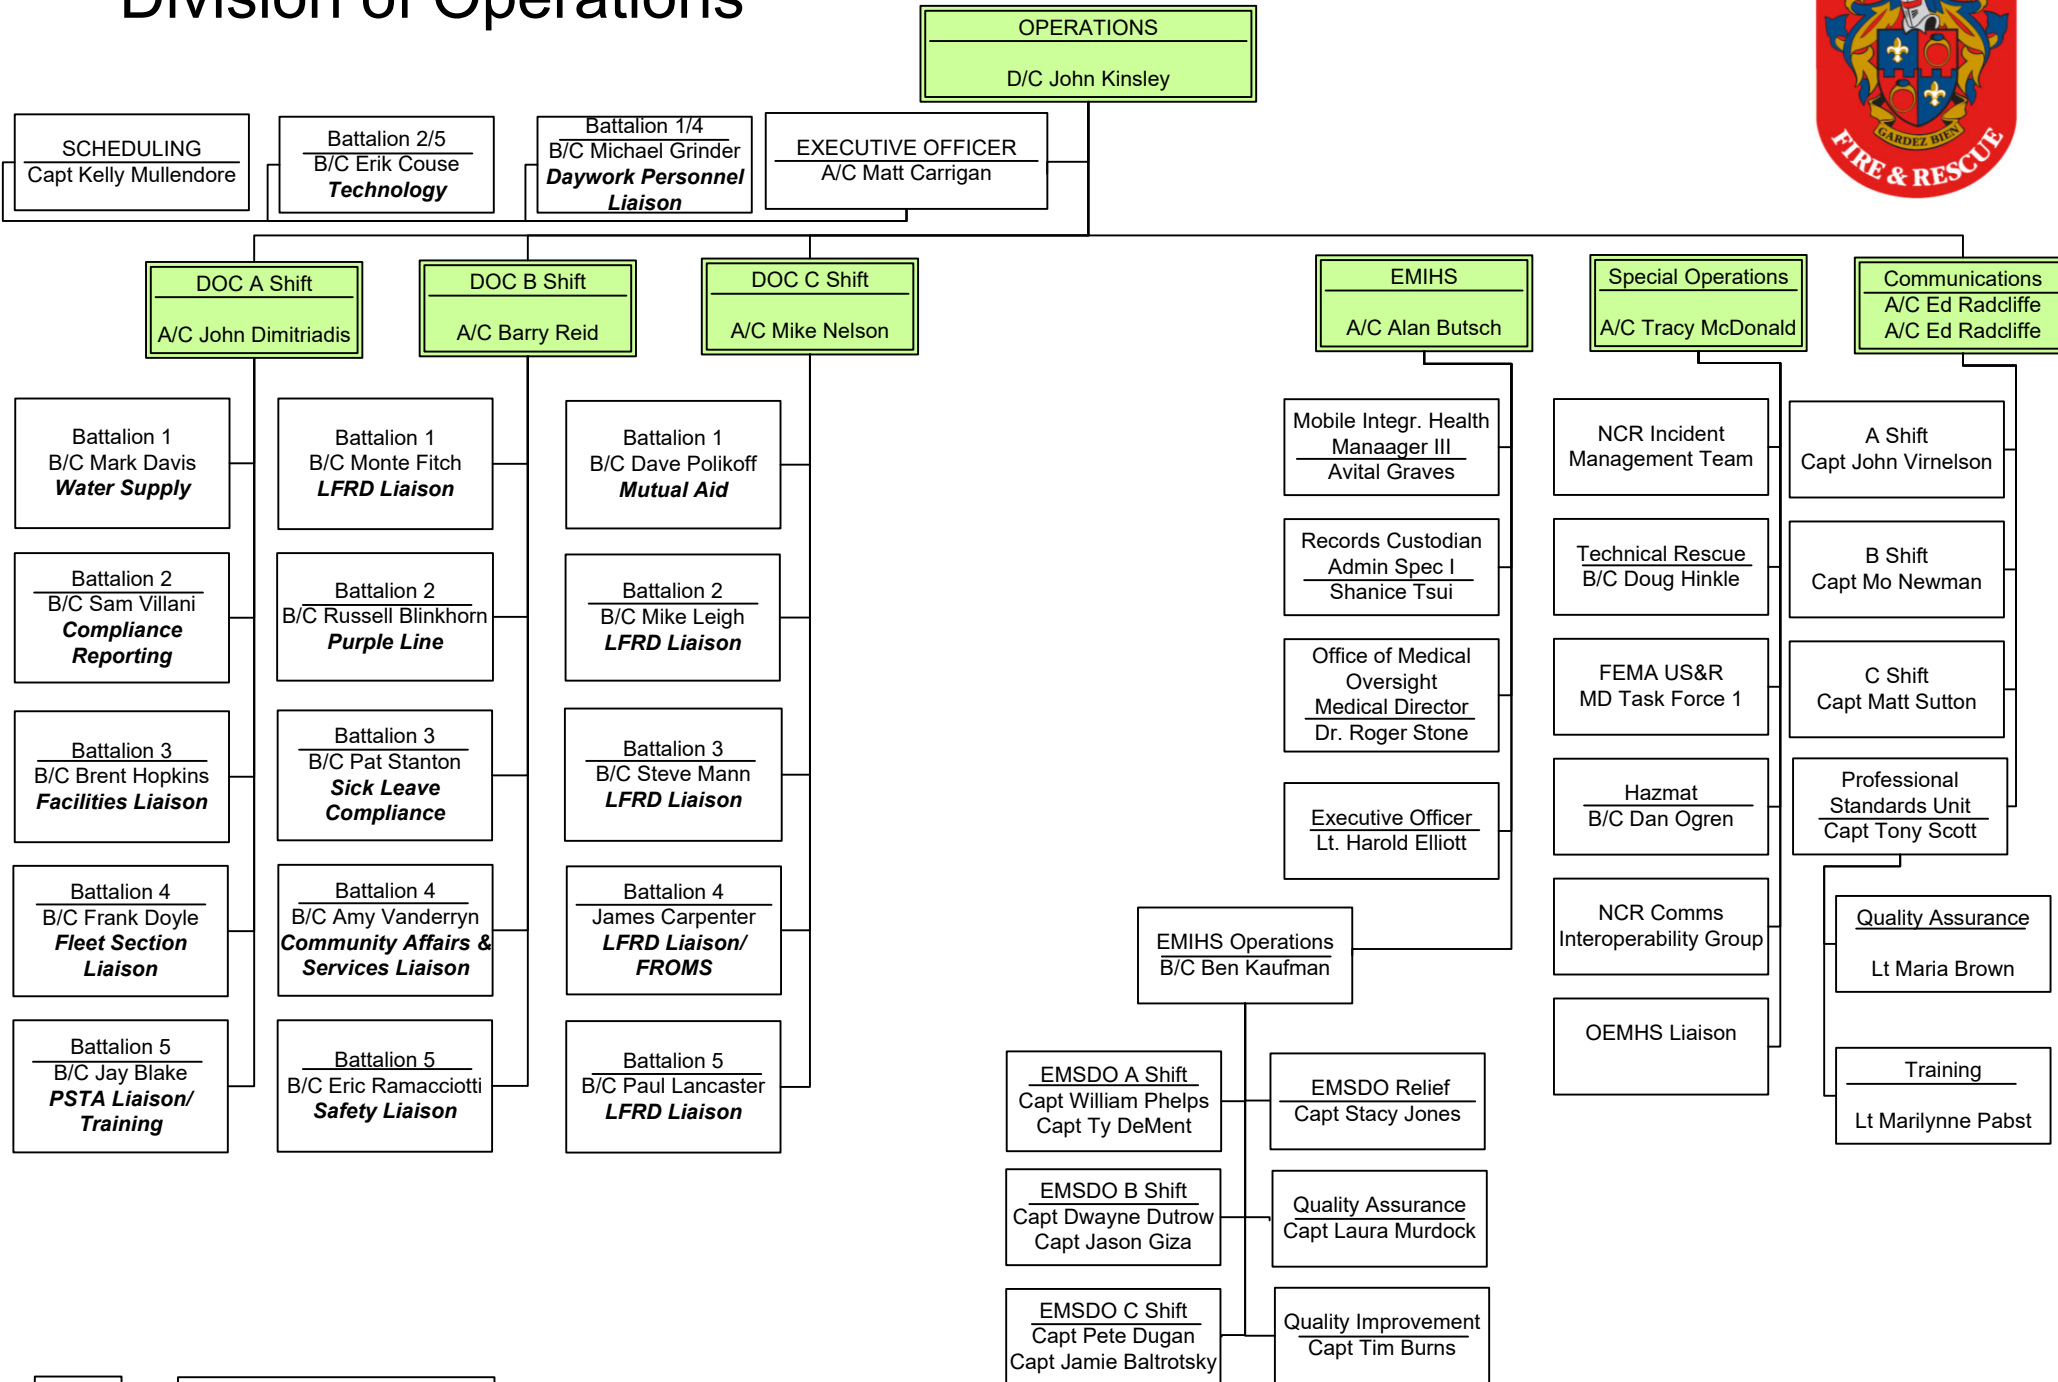 Division of Operations
OPERATIONS
D/C John Kinsley
SCHEDULING
Capt Kelly Mullendore
Battalion 2/5
B/C Erik Couse
Technology
Battalion 1/4
B/C Michael Grinder
Daywork Personnel
Liaison
EXECUTIVE OFFICER
A/C Matt Carrigan
GARDEZ BIEN
FIRE & RESCUE
DOC A Shift
A/C John Dimitriadis
DOC B Shift
A/C Barry Reid
DOC C Shift
A/C Mike Nelson
EMIHS
A/C Alan Butsch
Special Operations
A/C Tracy McDonald
Communications
A/C Ed Radcliffe
A/C Ed Radcliffe
Battalion 1
B/C Mark Davis
Water Supply
Battalion 2
B/C Sam Villani
Compliance
Reporting
Battalion 3
B/C Brent Hopkins
Facilities Liaison
Battalion 4
B/C Frank Doyle
Fleet Section
Liaison
Battalion 5
B/C Jay Blake
PSTA Liaison/
Training
Battalion 1
B/C Monte Fitch
LFRD Liaison
Battalion 2
B/C Russell Blinkhorn
Purple Line
Battalion 3
B/C Pat Stanton
Sick Leave
Compliance
Battalion 4
B/C Amy Vanderryn
Community Affairs &
Services Liaison
Battalion 5
B/C Eric Ramacciotti
Safety Liaison
Battalion 1
B/C Dave Polikoff
Mutual Aid
Battalion 2
B/C Mike Leigh
LFRD Liaison
Battalion 3
B/C Steve Mann
LFRD Liaison
Battalion 4
James Carpenter
LFRD Liaison/
FROMS
Battalion 5
B/C Paul Lancaster
LFRD Liaison
Mobile Integr. Health
Manaager III
Avital Graves
Records Custodian
Admin Spec I
Shanice Tsui
Office of Medical
Oversight
Medical Director
Dr. Roger Stone
Executive Officer
Lt. Harold Elliott
EMIHS Operations
B/C Ben Kaufman
EMSDO A Shift
Capt William Phelps
Capt Ty DeMent
EMSDO B Shift
Capt Dwayne Dutrow
Capt Jason Giza
EMSDO C Shift
Capt Pete Dugan
Capt Jamie Baltrotsky
EMSDO Relief
Capt Stacy Jones
Quality Assurance
Capt Laura Murdock
Quality Improvement
Capt Tim Burns
NCR Incident
Management Team
Technical Rescue
B/C Doug Hinkle
FEMA US&R
MD Task Force 1
Hazmat
B/C Dan Ogren
NCR Comms
Interoperability Group
OEMHS Liaison
A Shift
Capt John Virnelson
B Shift
Capt Mo Newman
C Shift
Capt Matt Sutton
Professional
Standards Unit
Capt Tony Scott
Quality Assurance
Lt Maria Brown
Training
Lt Marilynne Pabst